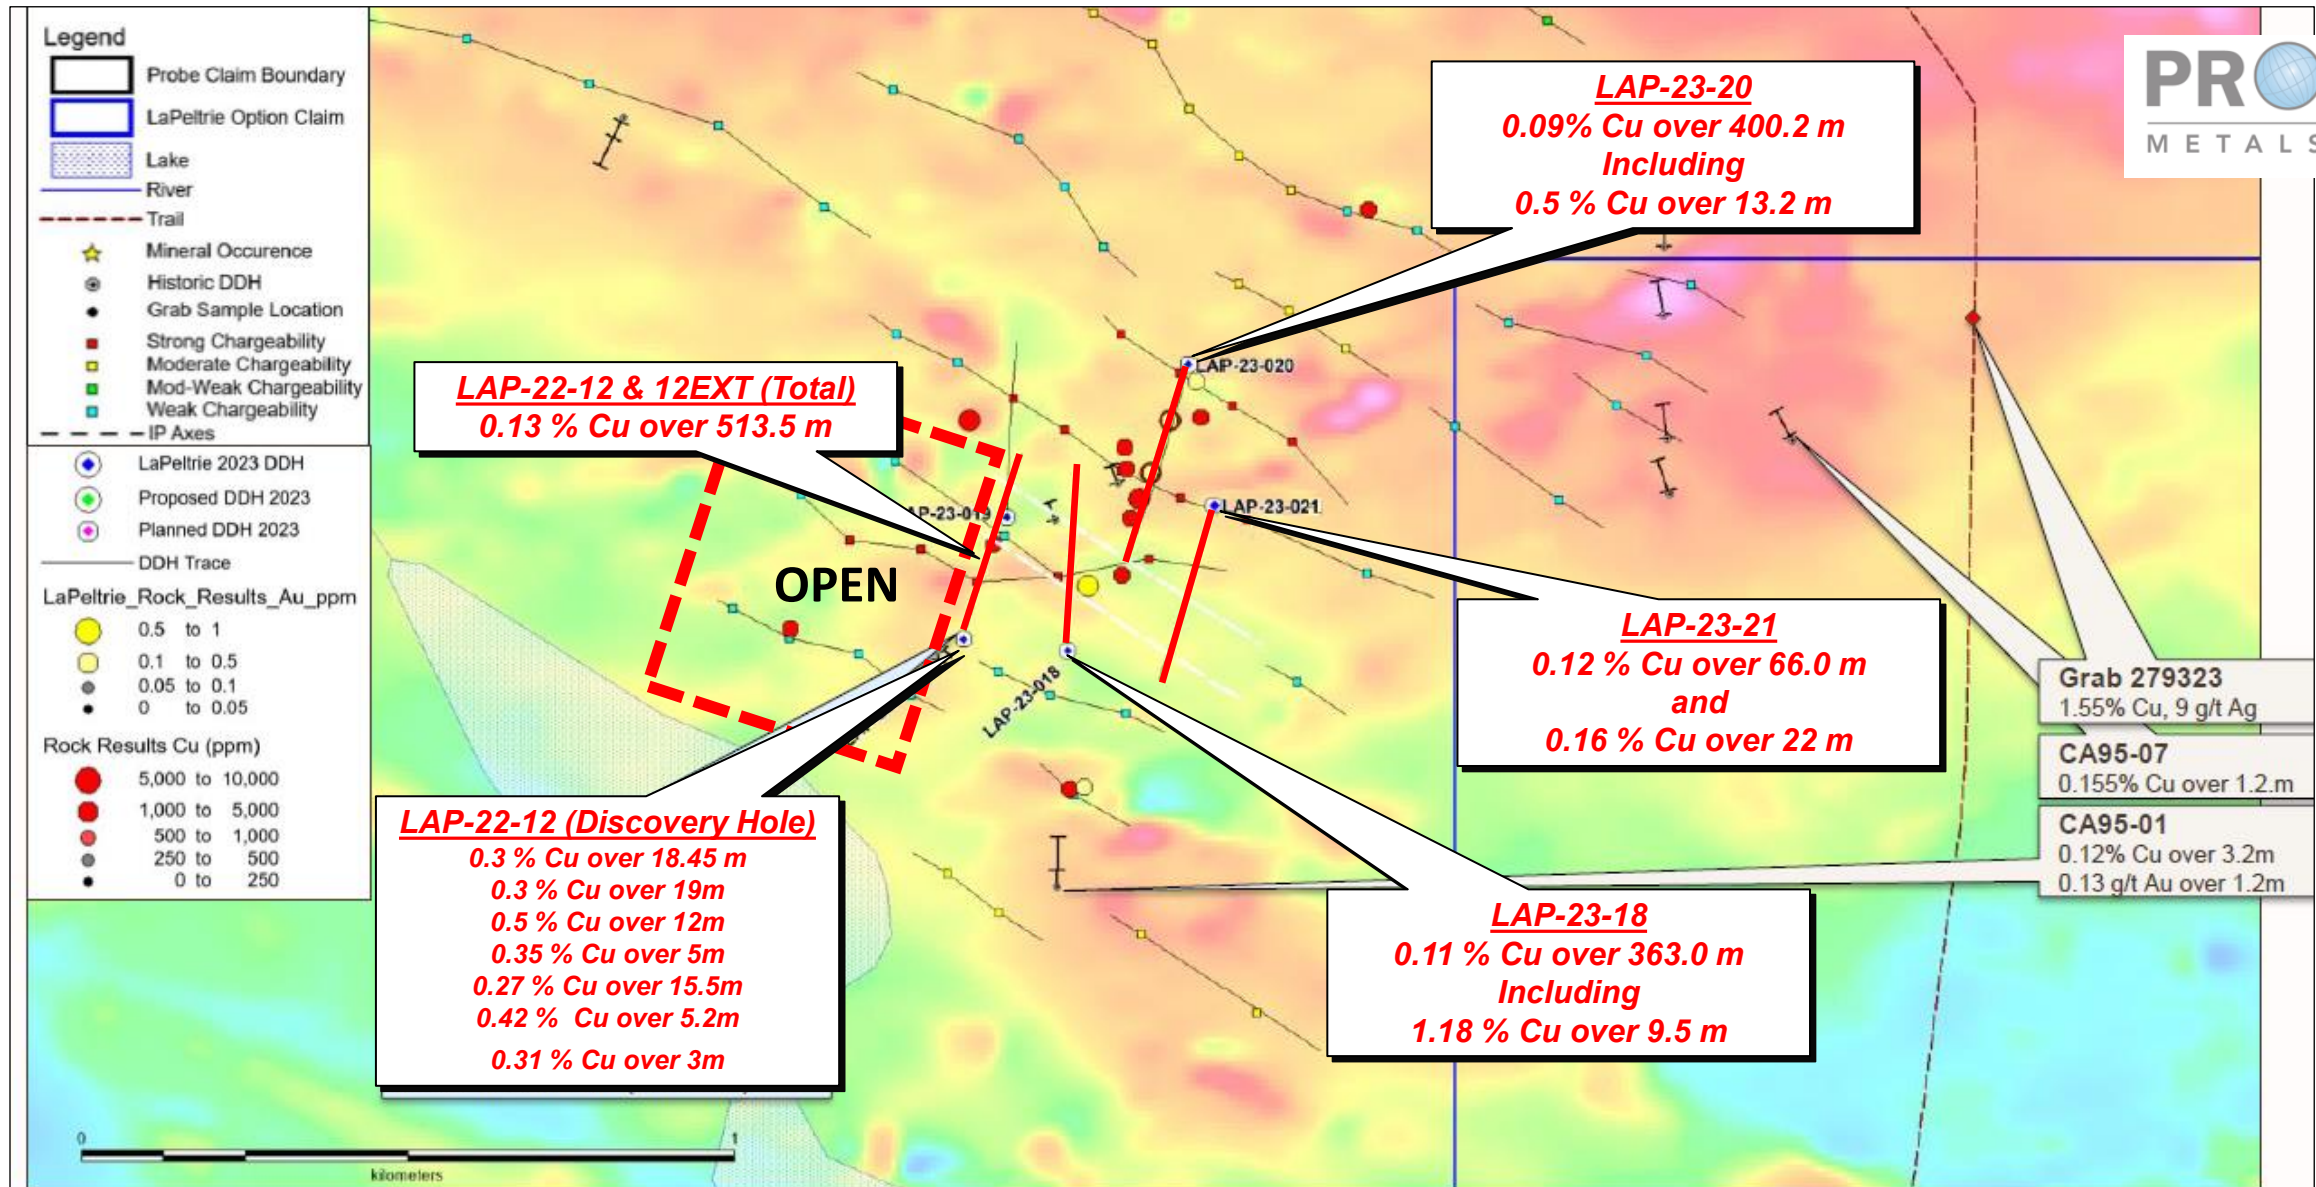 Legend
Probe Claim Boundary
LaPeltrie Option Claim
Lake
River
Trail
Mineral Occurence
Historic DDH
Grab Sample Location
Strong Chargeability
Moderate Chargeability
Mod-Weak Chargeability
Weak Chargeability
IP Axes
LaPeltrie 2023 DDH
Proposed DDH 2023
Planned DDH 2023
DDH Trace
LaPeltrie_Rock_Results_Au_ppm
0.5 to 1
0.1 to 0.5
0.05 to 0.1
0 to 0.05
Rock Results Cu (ppm)
5,000 to 10,000
1,000 to 5,000
500 to 1,000
250 to 500
0 to 250
0 1
kilometers
PRO
METALS
LAP-23-20
0.09% Cu over 400.2 m
Including
0.5 % Cu over 13.2 m
LAP-22-12 & 12EXT (Total)
0.13 % Cu over 513.5 m
LAP-23-020
AP-23-019
LAP-23-021
OPEN
LAP-23-018
LAP-23-21
0.12 % Cu over 66.0 m
and
0.16 % Cu over 22 m
Grab 279323
1.55% Cu, 9 g/t Ag
CA95-07
0.155% Cu over 1.2.m
CA95-01
0.12% Cu over 3.2m
0.13 g/t Au over 1.2m
LAP-22-12 (Discovery Hole)
0.3 % Cu over 18.45 m
0.3 % Cu over 19m
0.5 % Cu over 12m
0.35 % Cu over 5m
0.27 % Cu over 15.5m
0.42 % Cu over 5.2m
0.31 % Cu over 3m
LAP-23-18
0.11 % Cu over 363.0 m
Including
1.18 % Cu over 9.5 m